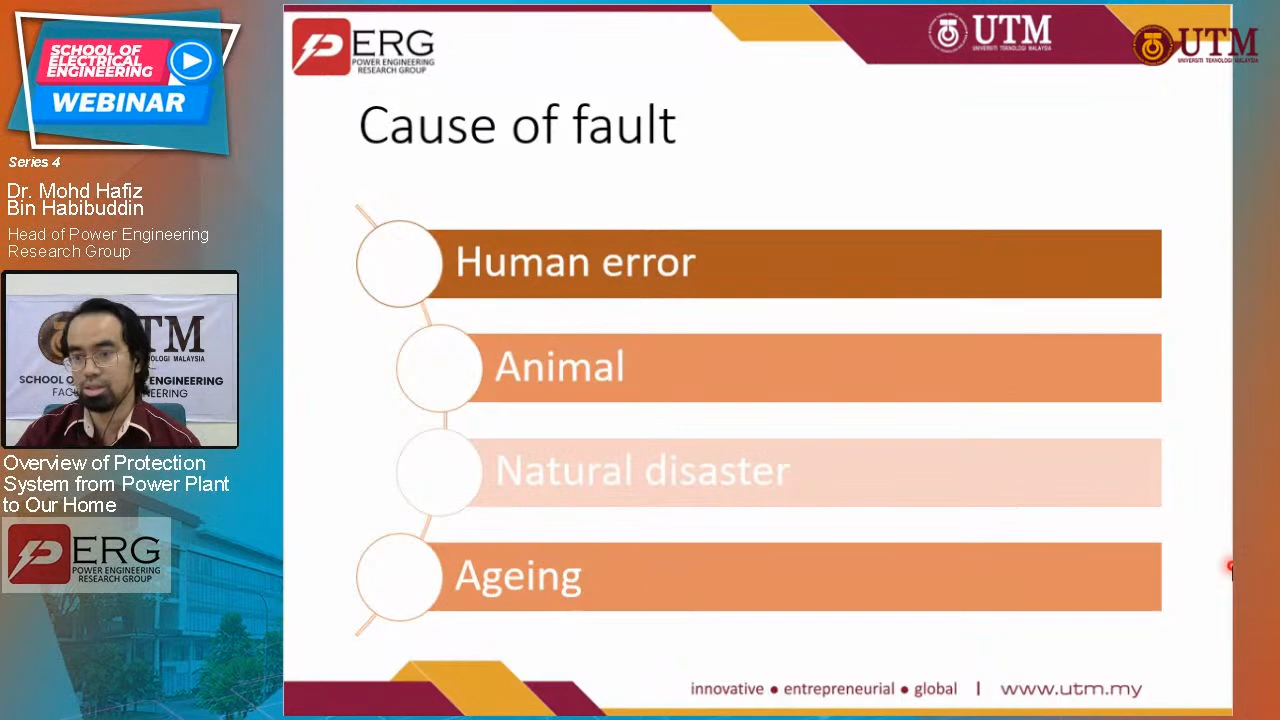 SCHOOL OF
ELECTRICAL
ENGINEERING
WEBINAR
Series 4
Dr. Mohd Hafiz
Bin Habibuddin
Head of Power Engineering
Research Group
UTM
SCHOOL OF
ENGINEERING
Overview of Protection
System from Power Plant
to Our Home
PERG
POWER ENGINEERING
RESEARCH GROUP
PERG
POWER ENGINEERING
RESEARCH GROUP
UTM
UNIVERSITI TEKNOLOGI MALAYSIA
UTM
UNIVERSITI TEKNOLOGI MALAYSIA
Cause of fault
Human error
Animal
Natural disaster
Ageing
innovative ● entrepreneurial ● global | www.utm.my